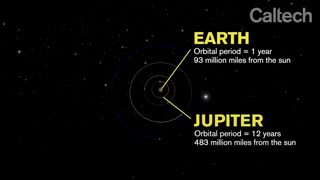 Caltech
EARTH
Orbital period = 1 year
93 million miles from the sun
JUPITER
Orbital period = 12 years
483 million miles from the sun